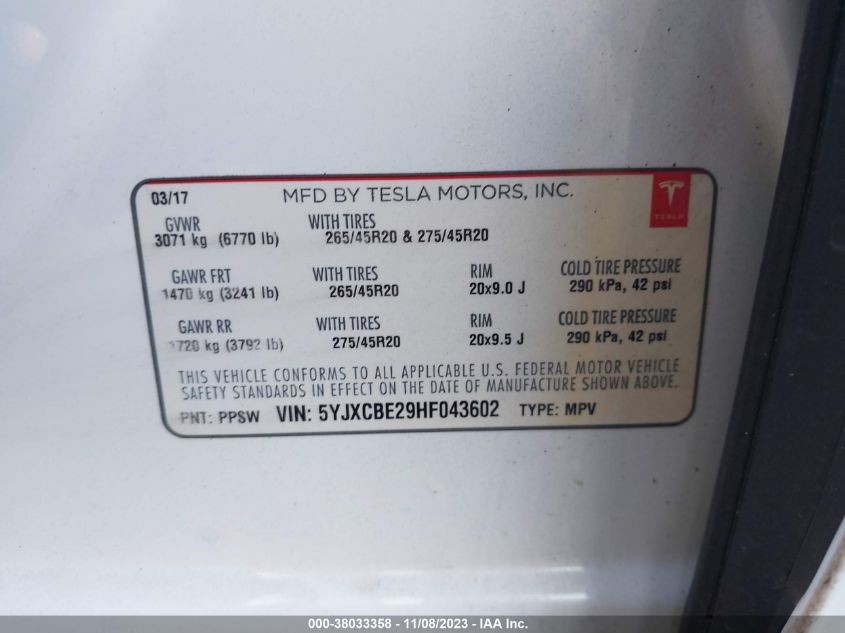 03/17 MFD BY TESLA MOTORS, INC.
TESLA
GVWR WITH TIRES
3071 kg (6770 lb) 265/45R20 & 275/45R20
GAWR FRT WITH TIRES RIM COLD TIRE PRESSURE
1470 kg (3241 lb) 265/45R20 20x9.0 J 290 kPa, 42 psi
GAWR RR WITH TIRES RIM COLD TIRE PRESSURE
1720 kg (3792 lb) 275/45R20 20x9.5 J 290 kPa, 42 psi
THIS VEHICLE CONFORMS TO ALL APPLICABLE U.S. FEDERAL MOTOR VEHICLE
SAFETY STANDARDS IN EFFECT ON THE DATE OF MANUFACTURE SHOWN ABOVE.
PNT: PPSW VIN: 5YJXCBE29HF043602 TYPE: MPV
000-38033358 - 11/08/2023 - IAA Inc.